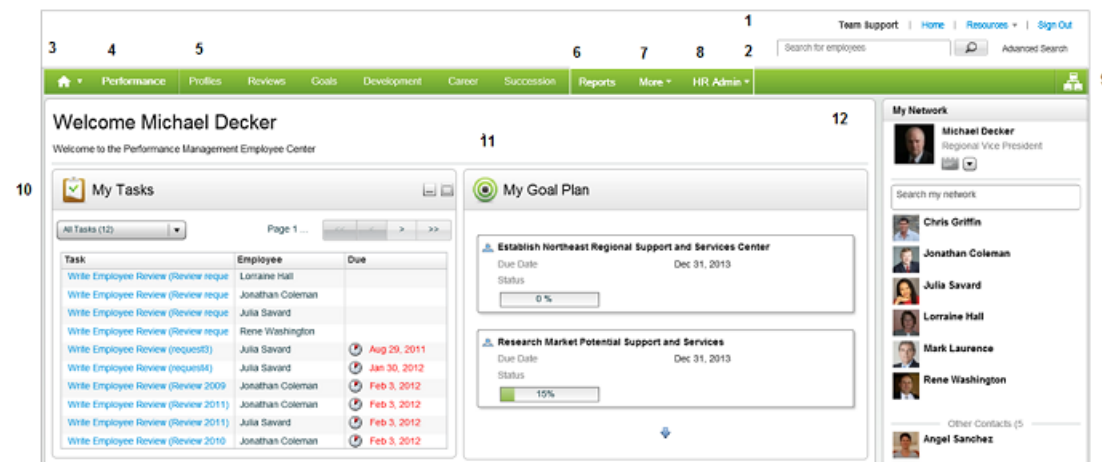 1
Team Support | Home | Resources | Sign Out
3 4 5 6 7 8 2
Search for employees Advanced Search
Performance Profiles Reviews Goals Development Career Succession Reports More HR Admin
9
Welcome Michael Decker
Welcome to the Performance Management Employee Center
11
12
10
My Tasks
All Tasks (12) Page 1 ... << < > >>
Task Employee Due
Write Employee Review (Review reque Lorraine Hall
Write Employee Review (Review reque Jonathan Coleman
Write Employee Review (Review reque Julia Savard
Write Employee Review (Review reque Rene Washington
Write Employee Review (request3) Julia Savard Aug 29, 2011
Write Employee Review (request4) Julia Savard Jan 30, 2012
Write Employee Review (Review 2009 Jonathan Coleman Feb 3, 2012
Write Employee Review (Review 2011) Jonathan Coleman Feb 3, 2012
Write Employee Review (Review 2011) Julia Savard Feb 3, 2012
Write Employee Review (Review 2010 Jonathan Coleman Feb 3, 2012
My Goal Plan
Establish Northeast Regional Support and Services Center
Due Date Dec 31, 2013
Status
0 %
Research Market Potential Support and Services
Due Date Dec 31, 2013
Status
15%
My Network
Michael Decker
Regional Vice President
Search my network
Chris Griffin
Jonathan Coleman
Julia Savard
Lorraine Hall
Mark Laurence
Rene Washington
Other Contacts (5
Angel Sanchez